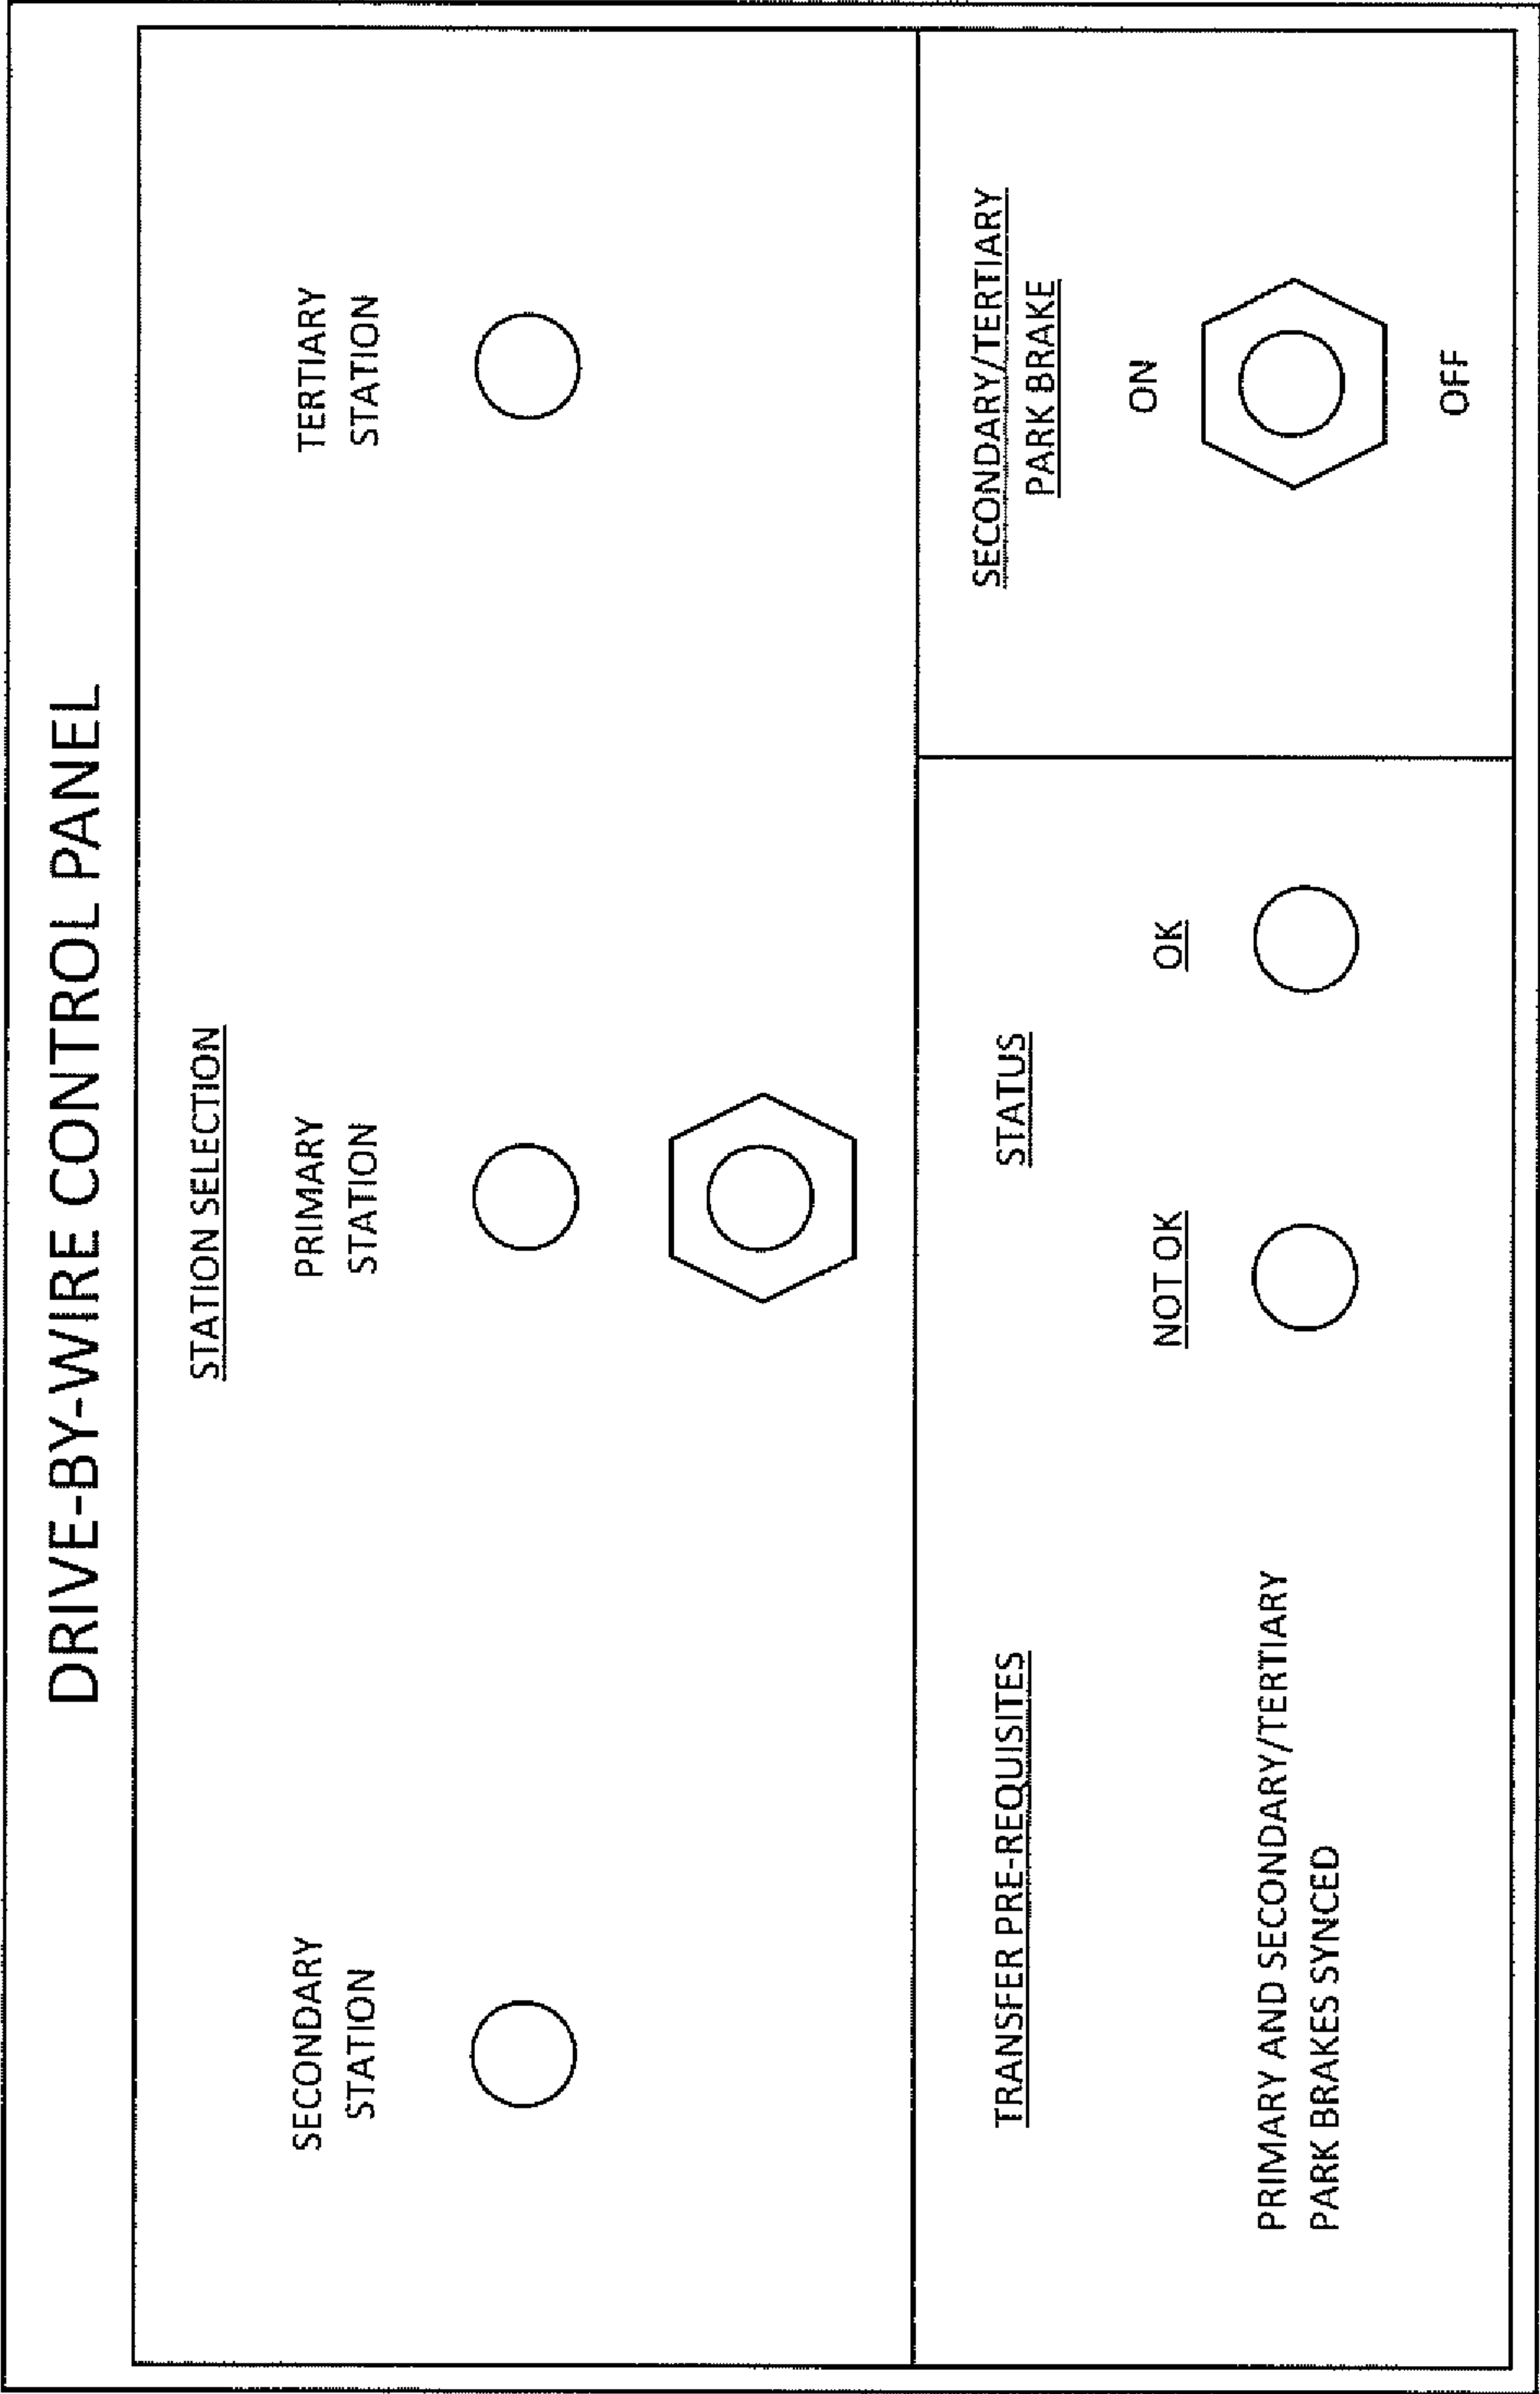 DRIVE-BY-WIRE CONTROL PANEL
STATION SELECTION
SECONDARY
STATION
PRIMARY
STATION
TERTIARY
STATION
TRANSFER PRE-REQUISITES
STATUS
NOT OK
OK
PRIMARY AND SECONDARY/TERTIARY
PARK BRAKES SYNCED
SECONDARY/TERTIARY
PARK BRAKE
ON
OFF